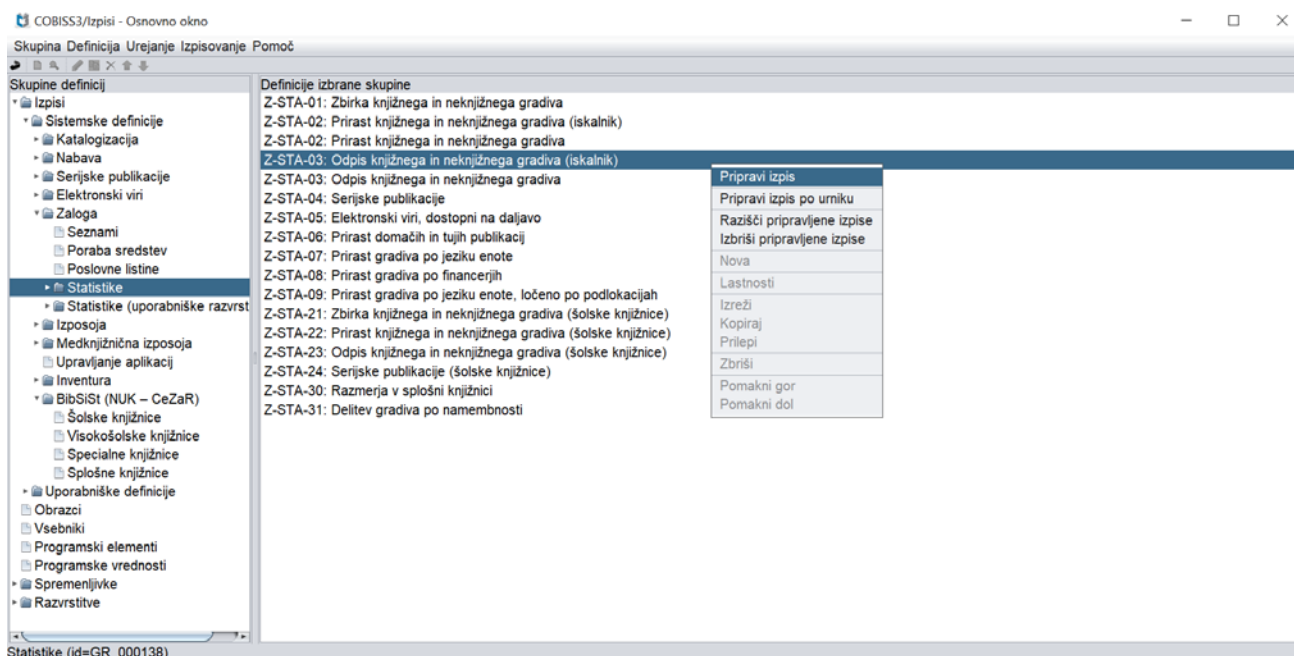 COBISS3/Izpisi - Osnovno okno
Skupina Definicija Urejanje Izpisovanje Pomoč
Skupine definicij
Izpisi
Sistemske definicije
Katalogizacija
Nabava
Serijske publikacije
Elektronski viri
Zaloga
Seznami
Poraba sredstev
Poslovne listine
Statistike
Statistike (uporabniške razvrst
Izposoja
Medknjižnična izposoja
Upravljanje aplikacij
Inventura
BibSiSt (NUK – CeZaR)
Šolske knjižnice
Visokošolske knjižnice
Specialne knjižnice
Splošne knjižnice
Uporabniške definicije
Obrazci
Vsebniki
Programski elementi
Programske vrednosti
Spremenljivke
Razvrstitve
Definicije izbrane skupine
Z-STA-01: Zbirka knjižnega in neknjižnega gradiva
Z-STA-02: Prirast knjižnega in neknjižnega gradiva (iskalnik)
Z-STA-02: Prirast knjižnega in neknjižnega gradiva
Z-STA-03: Odpis knjižnega in neknjižnega gradiva (iskalnik)
Z-STA-03: Odpis knjižnega in neknjižnega gradiva
Z-STA-04: Serijske publikacije
Z-STA-05: Elektronski viri, dostopni na daljavo
Z-STA-06: Prirast domačih in tujih publikacij
Z-STA-07: Prirast gradiva po jeziku enote
Z-STA-08: Prirast gradiva po financerjih
Z-STA-09: Prirast gradiva po jeziku enote, ločeno po podlokacijah
Z-STA-21: Zbirka knjižnega in neknjižnega gradiva (šolske knjižnice)
Z-STA-22: Prirast knjižnega in neknjižnega gradiva (šolske knjižnice)
Z-STA-23: Odpis knjižnega in neknjižnega gradiva (šolske knjižnice)
Z-STA-24: Serijske publikacije (šolske knjižnice)
Z-STA-30: Razmerja v splošni knjižnici
Z-STA-31: Delitev gradiva po namembnosti
Pripravi izpis
Pripravi izpis po urniku
Razišči pripravljene izpise
Izbriši pripravljene izpise
Nova
Lastnosti
Izreži
Kopiraj
Prilepi
Zbriši
Pomakni gor
Pomakni dol
Statistike (id=GR_000138)